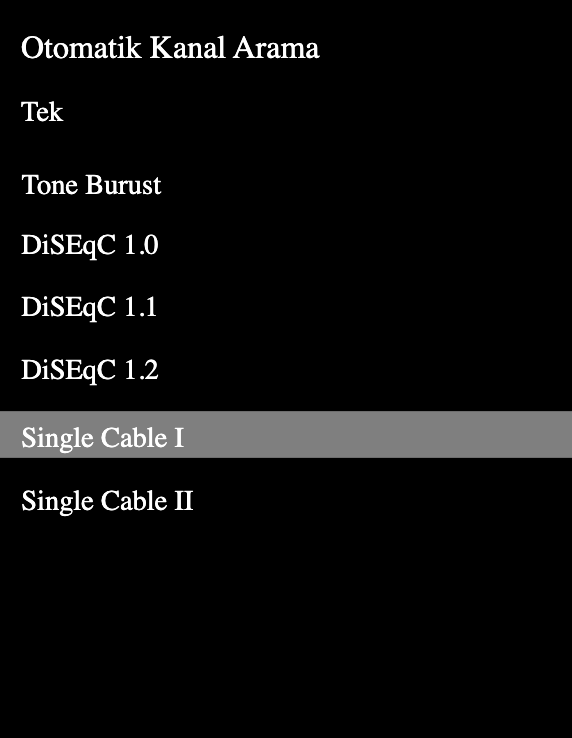 Otomatik Kanal Arama
Tek
Tone Burust
DiSEqC 1.0
DiSEqC 1.1
DiSEqC 1.2
Single Cable I
Single Cable II